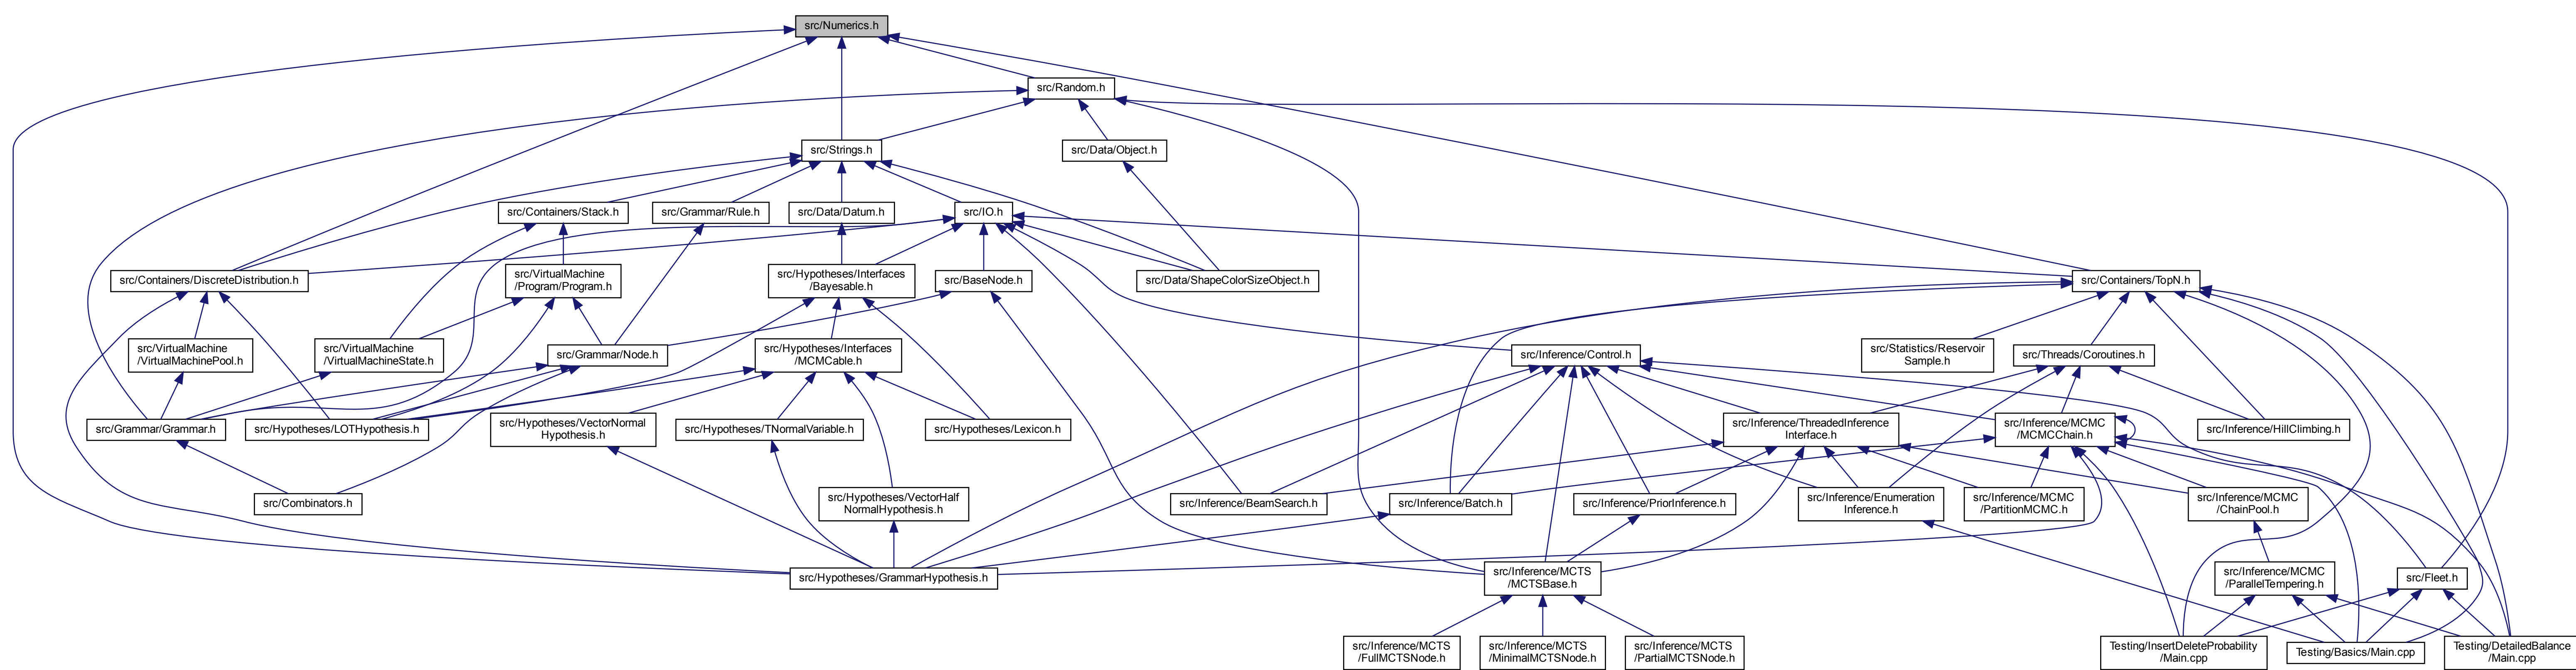 src/Numerics.h
src/Random.h
src/Strings.h
src/Data/Object.h
src/Containers/Stack.h
src/Grammar/Rule.h
src/Data/Datum.h
src/IO.h
src/Containers/DiscreteDistribution.h
src/VirtualMachine
/Program/Program.h
src/Hypotheses/Interfaces
/Bayesable.h
src/BaseNode.h
src/Data/ShapeColorSizeObject.h
src/Containers/TopN.h
src/VirtualMachine
/VirtualMachinePool.h
src/VirtualMachine
/VirtualMachineState.h
src/Grammar/Node.h
src/Hypotheses/Interfaces
/MCMCable.h
src/Inference/Control.h
src/Statistics/Reservoir
Sample.h
src/Threads/Coroutines.h
src/Grammar/Grammar.h
src/Hypotheses/LOTHypothesis.h
src/Hypotheses/VectorNormal
Hypothesis.h
src/Hypotheses/TNormalVariable.h
src/Hypotheses/Lexicon.h
src/Inference/ThreadedInference
Interface.h
src/Inference/MCMC
/MCMCChain.h
src/Inference/HillClimbing.h
src/Combinators.h
src/Hypotheses/VectorHalf
NormalHypothesis.h
src/Inference/BeamSearch.h
src/Inference/Batch.h
src/Inference/PriorInference.h
src/Inference/Enumeration
Inference.h
src/Inference/MCMC
/PartitionMCMC.h
src/Inference/MCMC
/ChainPool.h
src/Hypotheses/GrammarHypothesis.h
src/Inference/MCTS
/MCTSBase.h
src/Inference/MCMC
/ParallelTempering.h
src/Fleet.h
src/Inference/MCTS
/FullMCTSNode.h
src/Inference/MCTS
/MinimalMCTSNode.h
src/Inference/MCTS
/PartialMCTSNode.h
Testing/InsertDeleteProbability
/Main.cpp
Testing/Basics/Main.cpp
Testing/DetailedBalance
/Main.cpp